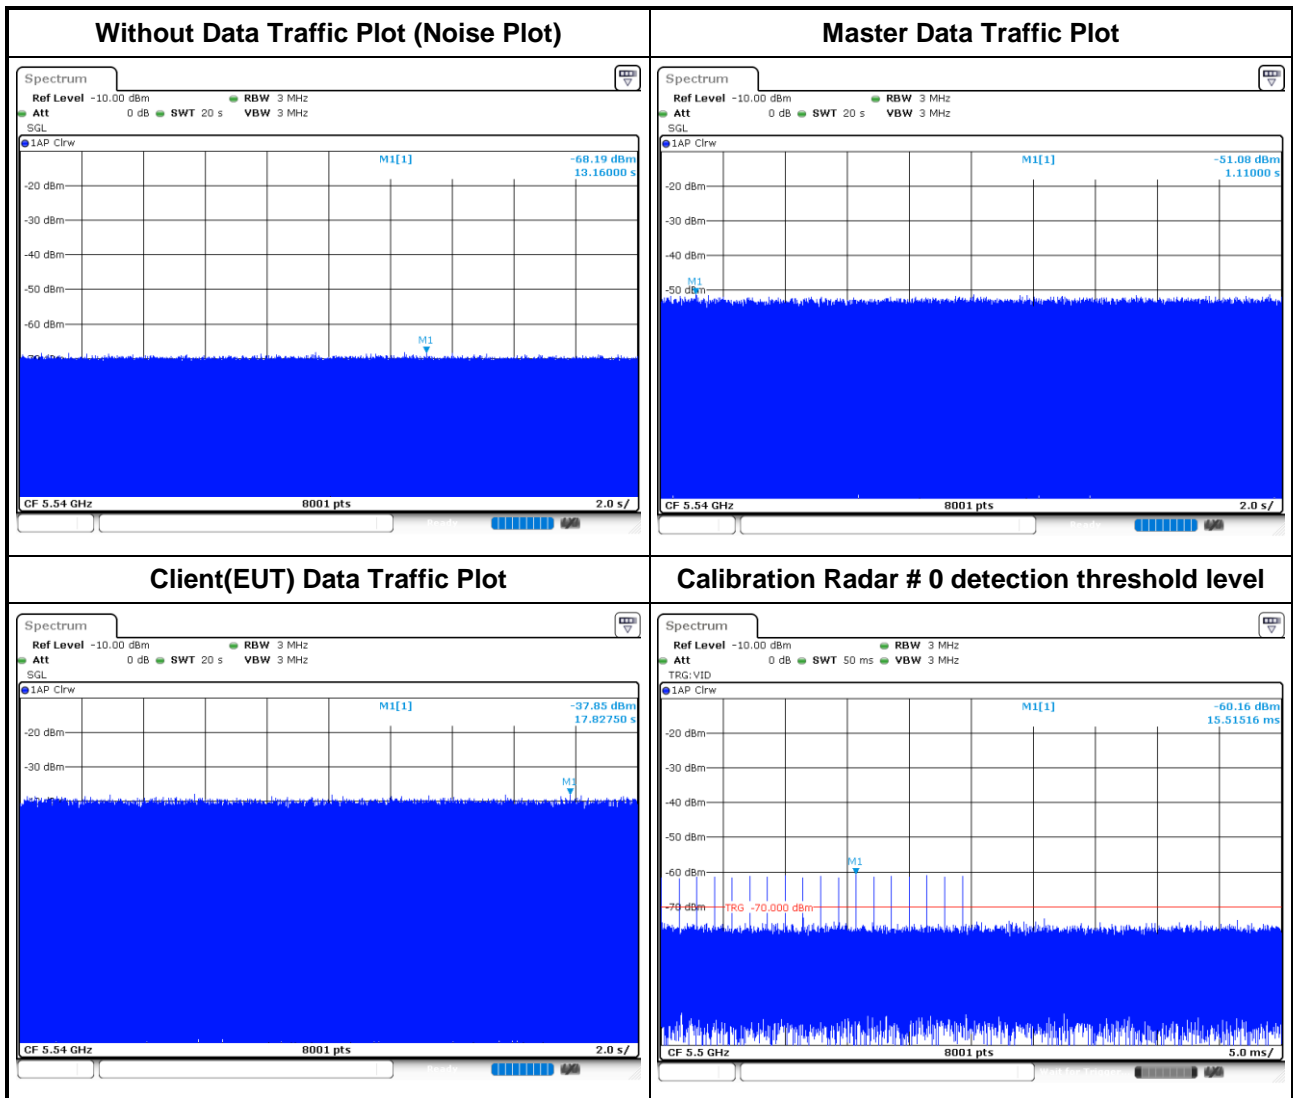 Without Data Traffic Plot (Noise Plot)
Spectrum
Ref Level -10.00 dBm RBW 3 MHz
Att 0 dB SWT 20 s VBW 3 MHz
SGL
1AP Clrw
M1[1] -68.19 dBm
13.16000 s
-20 dBm
-30 dBm
-40 dBm
-50 dBm
-60 dBm
M1
CF 5.54 GHz 8001 pts 2.0 s/
Master Data Traffic Plot
Spectrum
Ref Level -10.00 dBm RBW 3 MHz
Att 0 dB SWT 20 s VBW 3 MHz
SGL
1AP Clrw
M1[1] -51.08 dBm
1.11000 s
-20 dBm
-30 dBm
-40 dBm
M1
-50 dBm
CF 5.54 GHz 8001 pts 2.0 s/
Client(EUT) Data Traffic Plot
Spectrum
Ref Level -10.00 dBm RBW 3 MHz
Att 0 dB SWT 20 s VBW 3 MHz
SGL
1AP Clrw
M1[1] -37.85 dBm
17.82750 s
-20 dBm
-30 dBm
M1
CF 5.54 GHz 8001 pts 2.0 s/
Calibration Radar # 0 detection threshold level
Spectrum
Ref Level -10.00 dBm RBW 3 MHz
Att 0 dB SWT 50 ms VBW 3 MHz
TRG:VID
1AP Clrw
M1[1] -60.16 dBm
15.51516 ms
-20 dBm
-30 dBm
-40 dBm
-50 dBm
M1
-60 dBm
-70 dBm TRG -70.000 dBm
CF 5.5 GHz 8001 pts 5.0 ms/